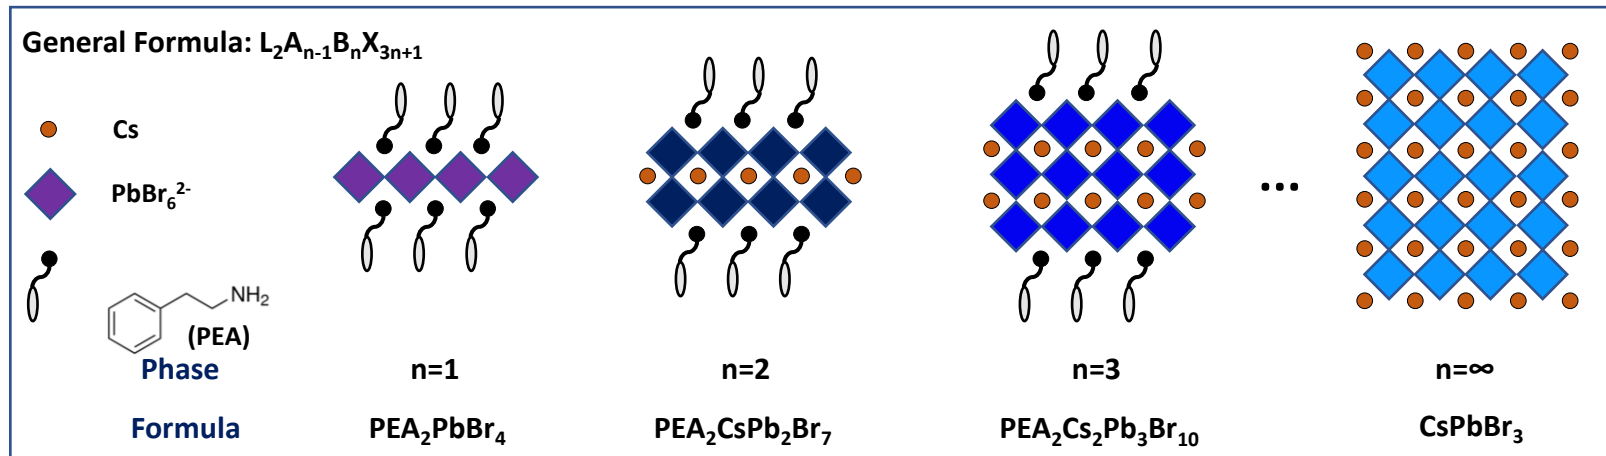 General Formula: L₂Aₙ₋₁BₙX₃ₙ₊₁
Cs
PbBr₆²⁻
NH₂
(PEA)
...
Phase n=1 n=2 n=3 n=∞
Formula PEA₂PbBr₄ PEA₂CsPb₂Br₇ PEA₂Cs₂Pb₃Br₁₀ CsPbBr₃